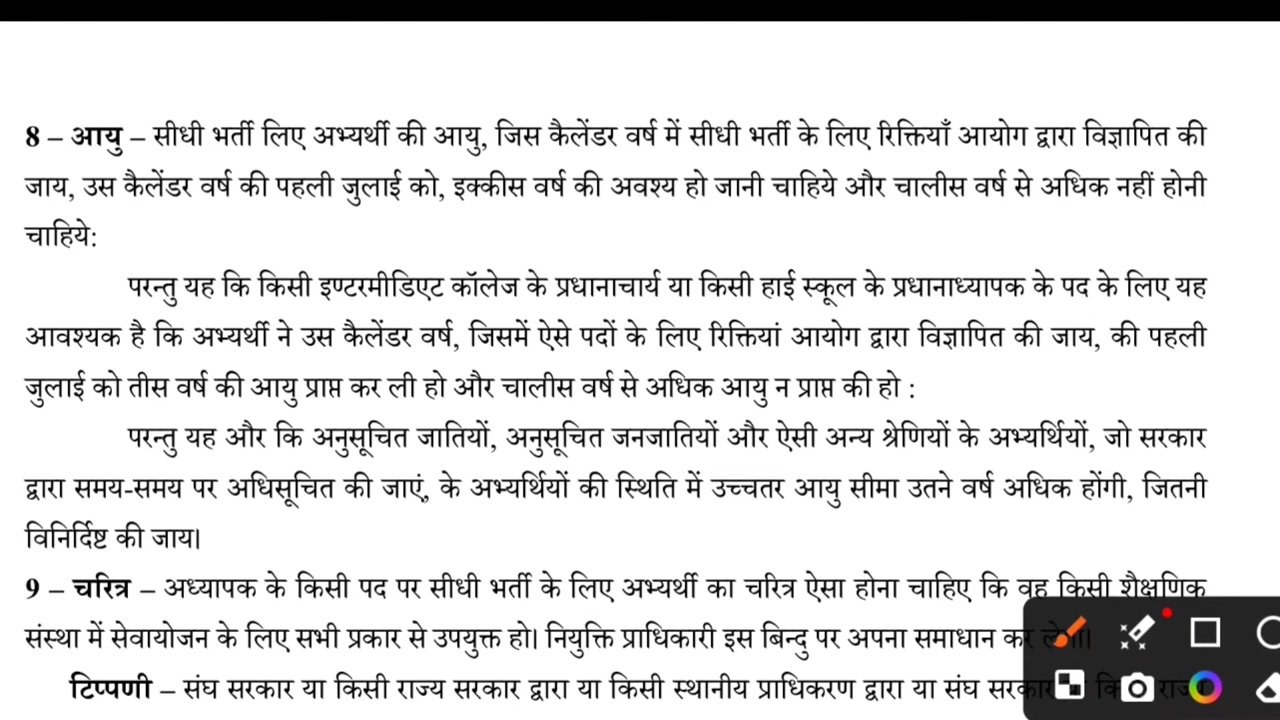 8 – आयु – सीधी भर्ती लिए अभ्यर्थी की आयु, जिस कैलेंडर वर्ष में सीधी भर्ती के लिए रिक्तियाँ आयोग द्वारा विज्ञापित की
जाय, उस कैलेंडर वर्ष की पहली जुलाई को, इक्कीस वर्ष की अवश्य हो जानी चाहिये और चालीस वर्ष से अधिक नहीं होनी
चाहिये:
परन्तु यह कि किसी इण्टरमीडिएट कॉलेज के प्रधानाचार्य या किसी हाई स्कूल के प्रधानाध्यापक के पद के लिए यह
आवश्यक है कि अभ्यर्थी ने उस कैलेंडर वर्ष, जिसमें ऐसे पदों के लिए रिक्तियां आयोग द्वारा विज्ञापित की जाय, की पहली
जुलाई को तीस वर्ष की आयु प्राप्त कर ली हो और चालीस वर्ष से अधिक आयु न प्राप्त की हो :
परन्तु यह और कि अनुसूचित जातियों, अनुसूचित जनजातियों और ऐसी अन्य श्रेणियों के अभ्यर्थियों, जो सरकार
द्वारा समय-समय पर अधिसूचित की जाएं, के अभ्यर्थियों की स्थिति में उच्चतर आयु सीमा उतने वर्ष अधिक होंगी, जितनी
विनिर्दिष्ट की जाय।
9 – चरित्र – अध्यापक के किसी पद पर सीधी भर्ती के लिए अभ्यर्थी का चरित्र ऐसा होना चाहिए कि वह किसी शैक्षणिक
संस्था में सेवायोजन के लिए सभी प्रकार से उपयुक्त हो। नियुक्ति प्राधिकारी इस बिन्दु पर अपना समाधान कर लेगा।
टिप्पणी – संघ सरकार या किसी राज्य सरकार द्वारा या किसी स्थानीय प्राधिकरण द्वारा या संघ सरकार राज्य